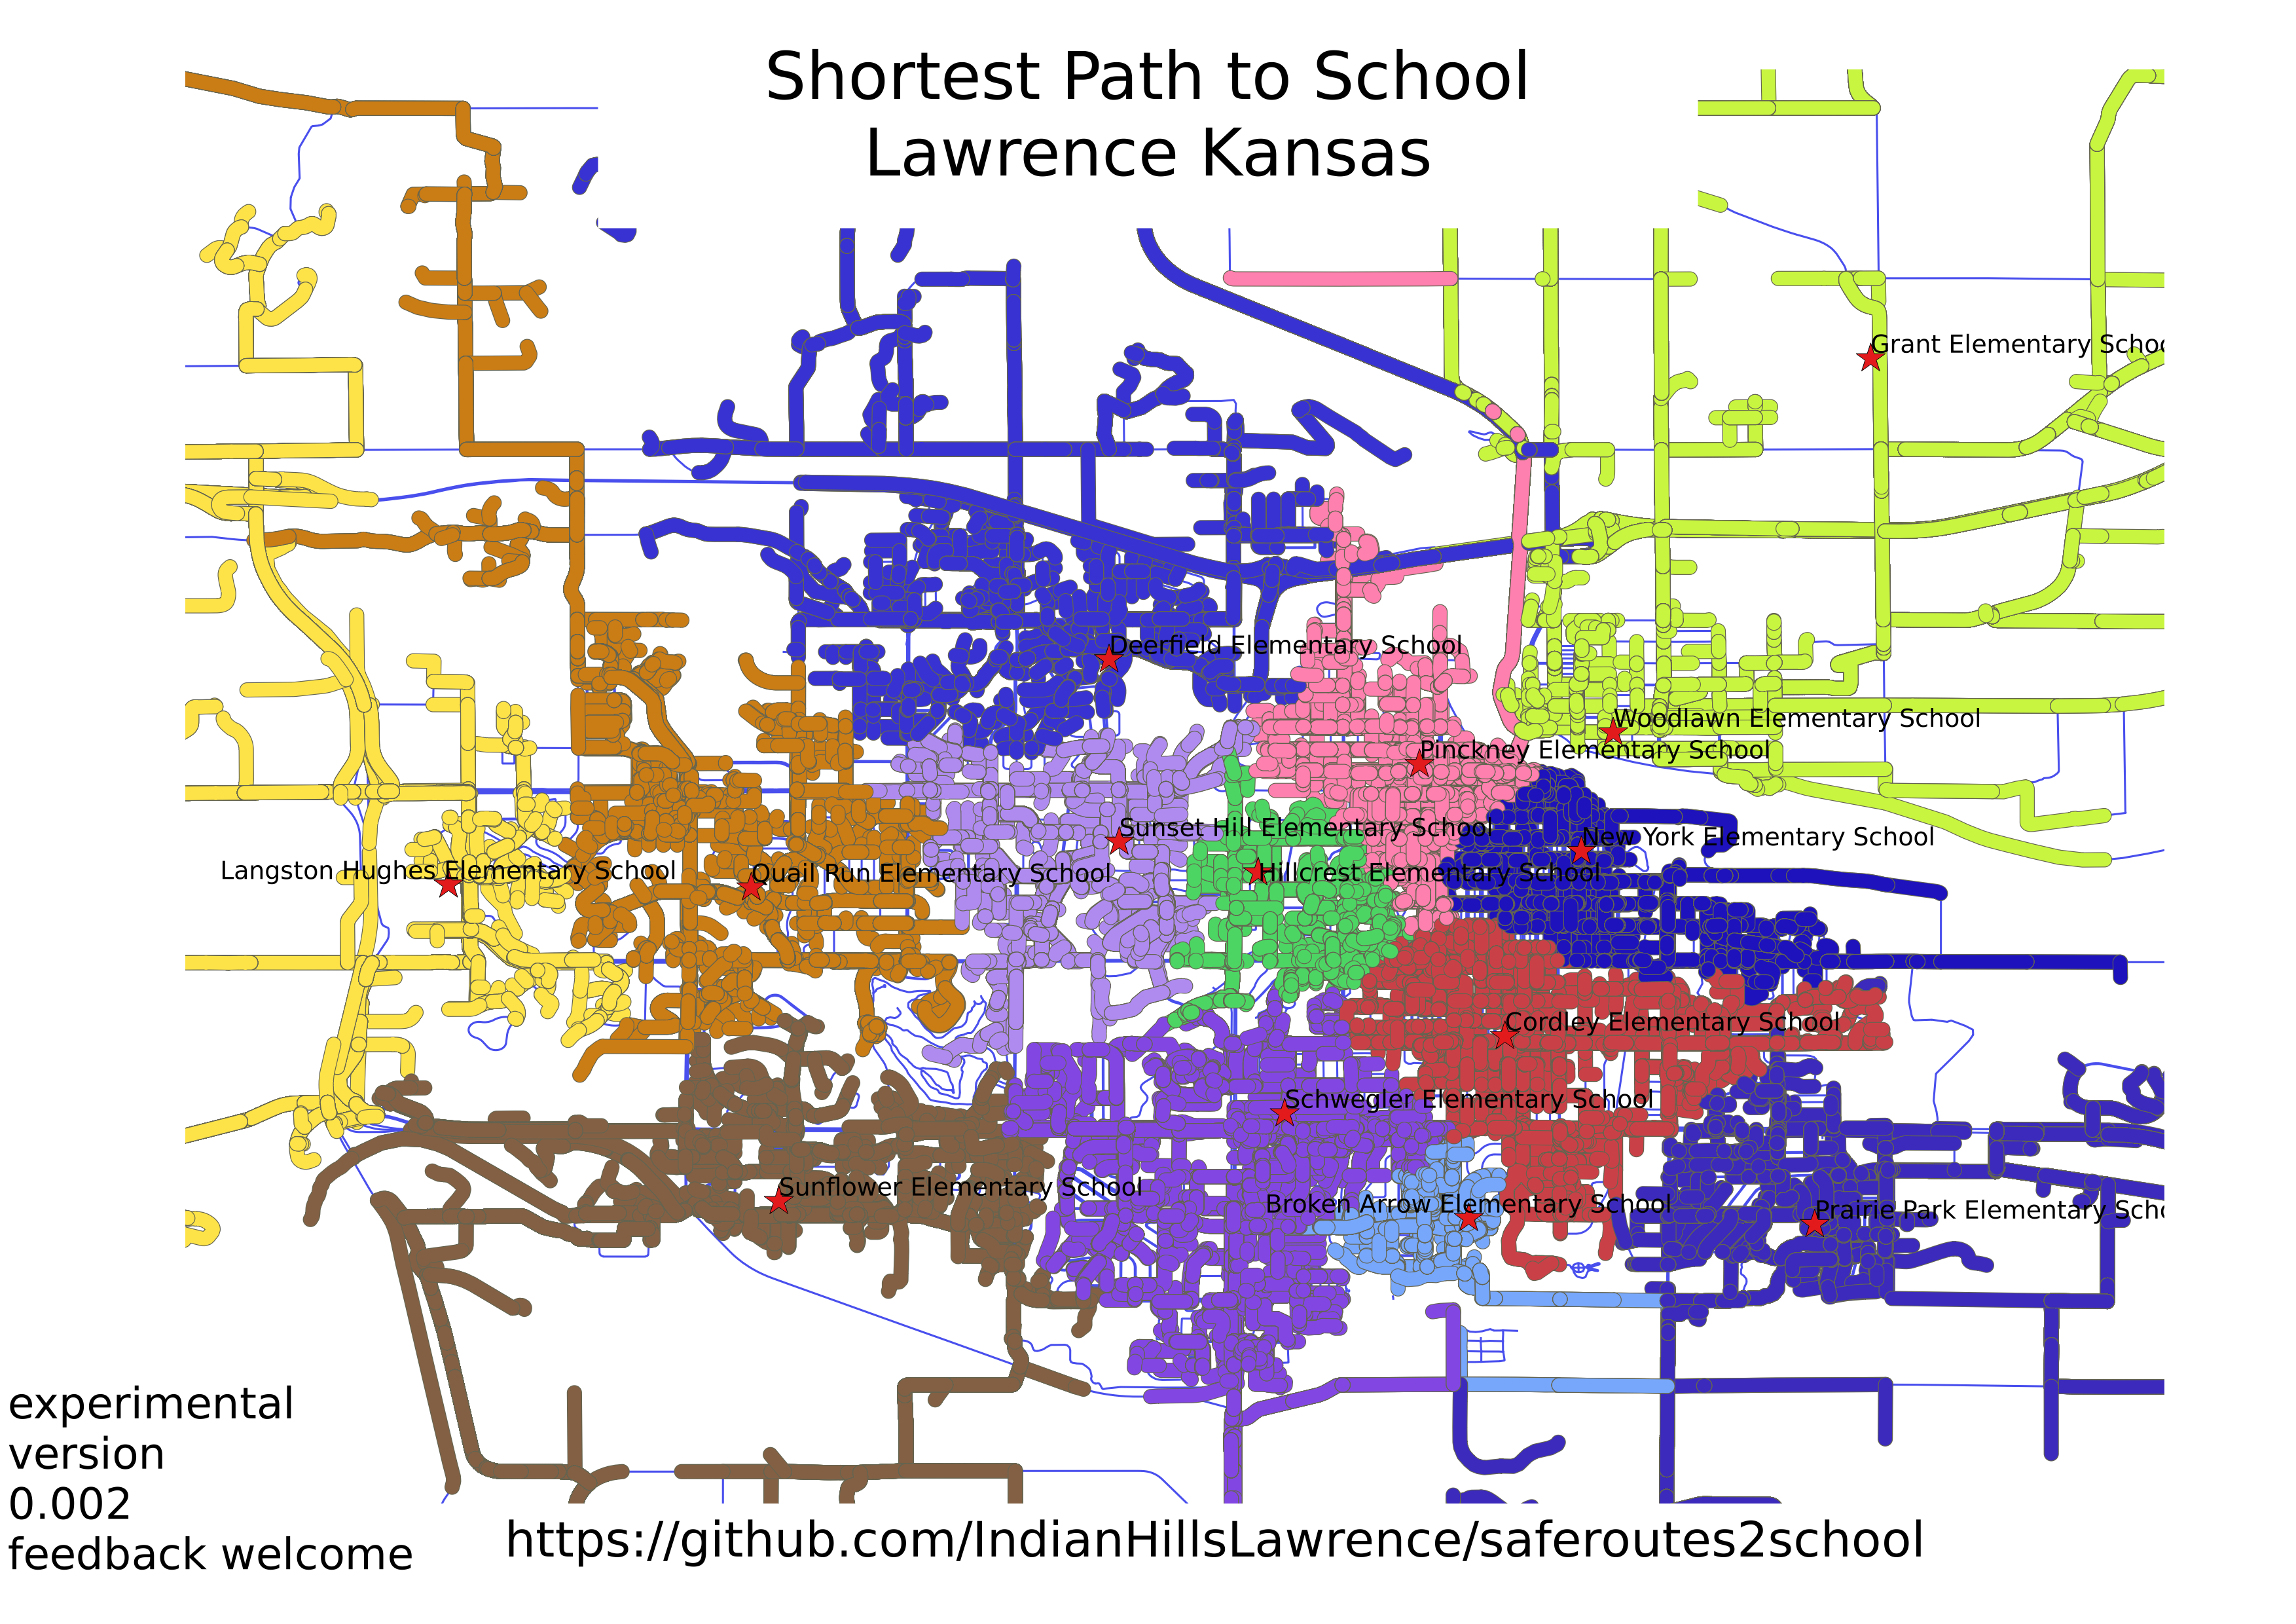 Shortest Path to School
Lawrence Kansas
Grant Elementary Schoo
Deerfield Elementary School
Woodlawn Elementary School
Pinckney Elementary School
Sunset Hill Elementary School
New York Elementary School
Langston Hughes Elementary School
Quail Run Elementary School
Hillcrest Elementary School
Cordley Elementary School
Schwegler Elementary School
Sunflower Elementary School
Broken Arrow Elementary School
Prairie Park Elementary Scho
experimental
version
0.002
feedback welcome
https://github.com/IndianHillsLawrence/saferoutes2school